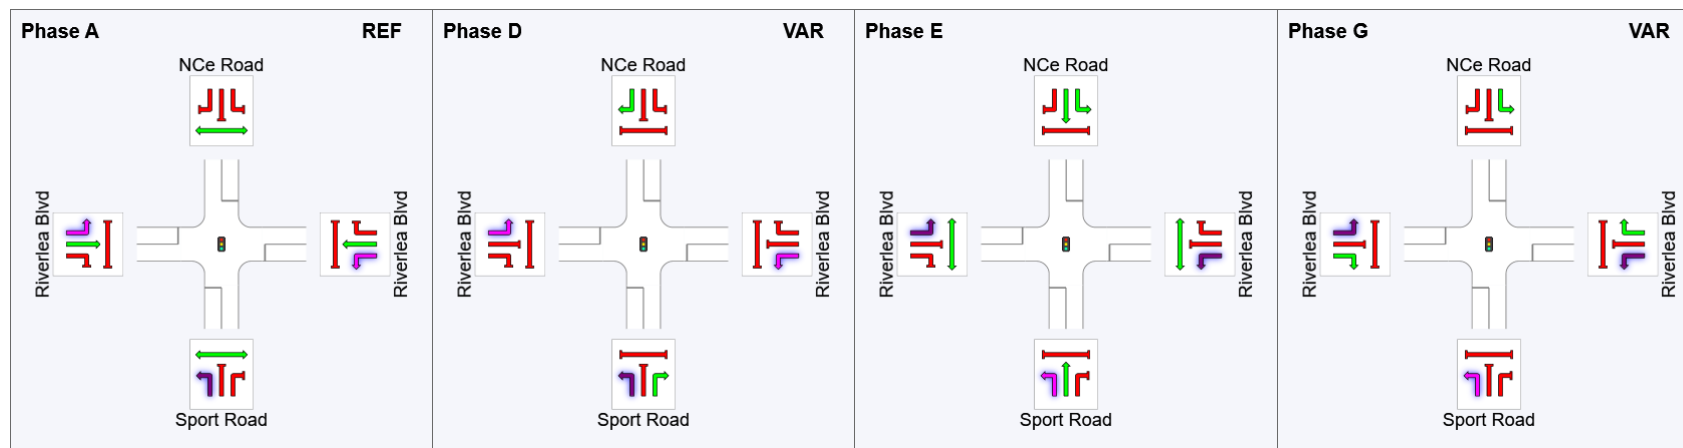 Phase A REF
NCe Road
Riverlea Blvd
Riverlea Blvd
Sport Road
Phase D VAR
NCe Road
Riverlea Blvd
Riverlea Blvd
Sport Road
Phase E
NCe Road
Riverlea Blvd
Riverlea Blvd
Sport Road
Phase G VAR
NCe Road
Riverlea Blvd
Riverlea Blvd
Sport Road